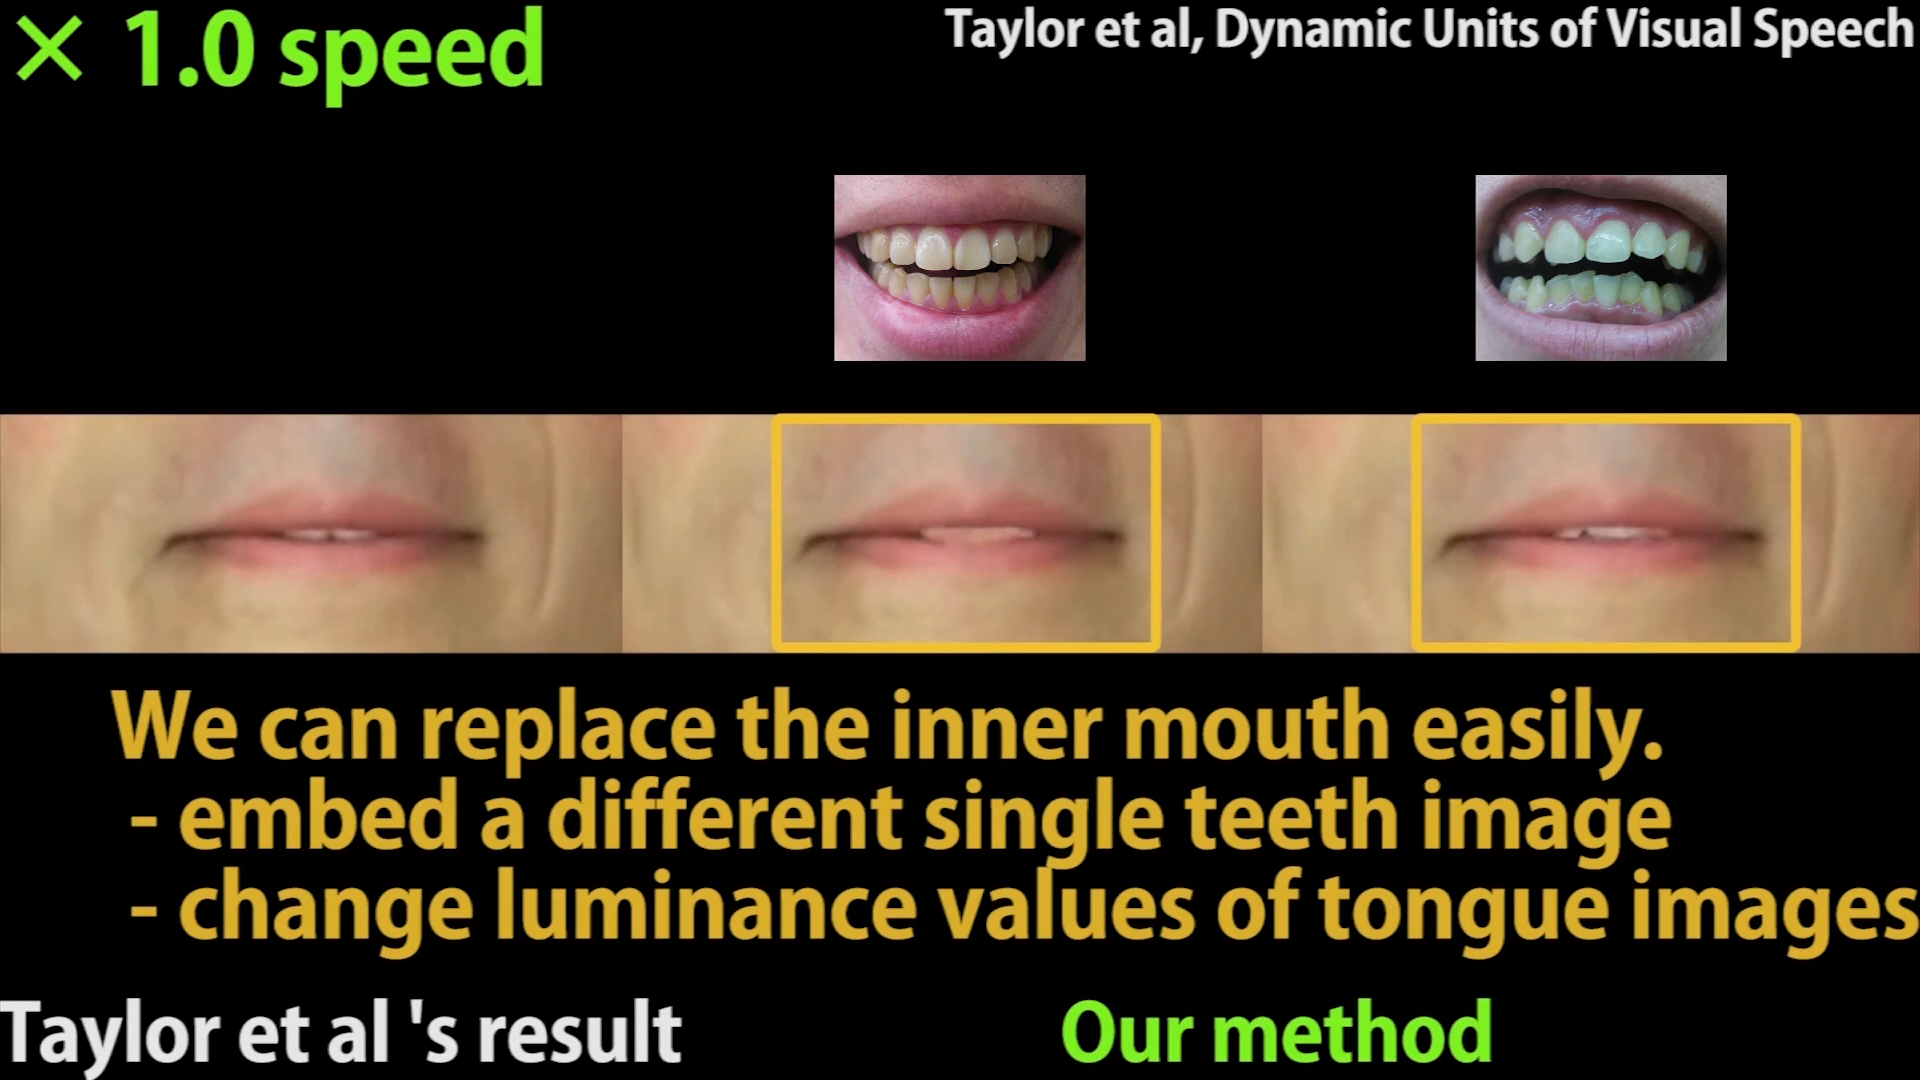 × 1.0 speed
Taylor et al, Dynamic Units of Visual Speech
We can replace the inner mouth easily.
- embed a different single teeth image
- change luminance values of tongue images
Taylor et al 's result
Our method